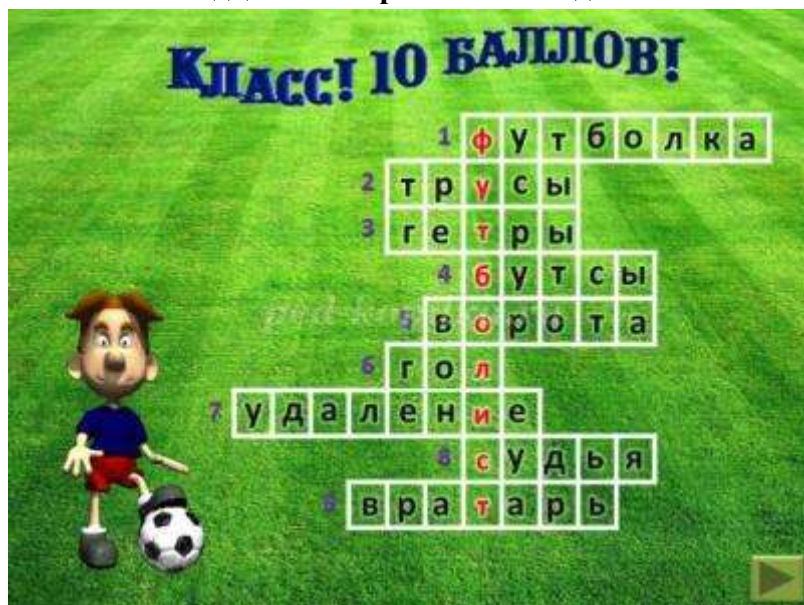 Класс! 10 баллов!
1 футболка
2 трусы
3 гетры
4 бутсы
5 ворота
6 гол
7 удаление
8 судья
вратарь